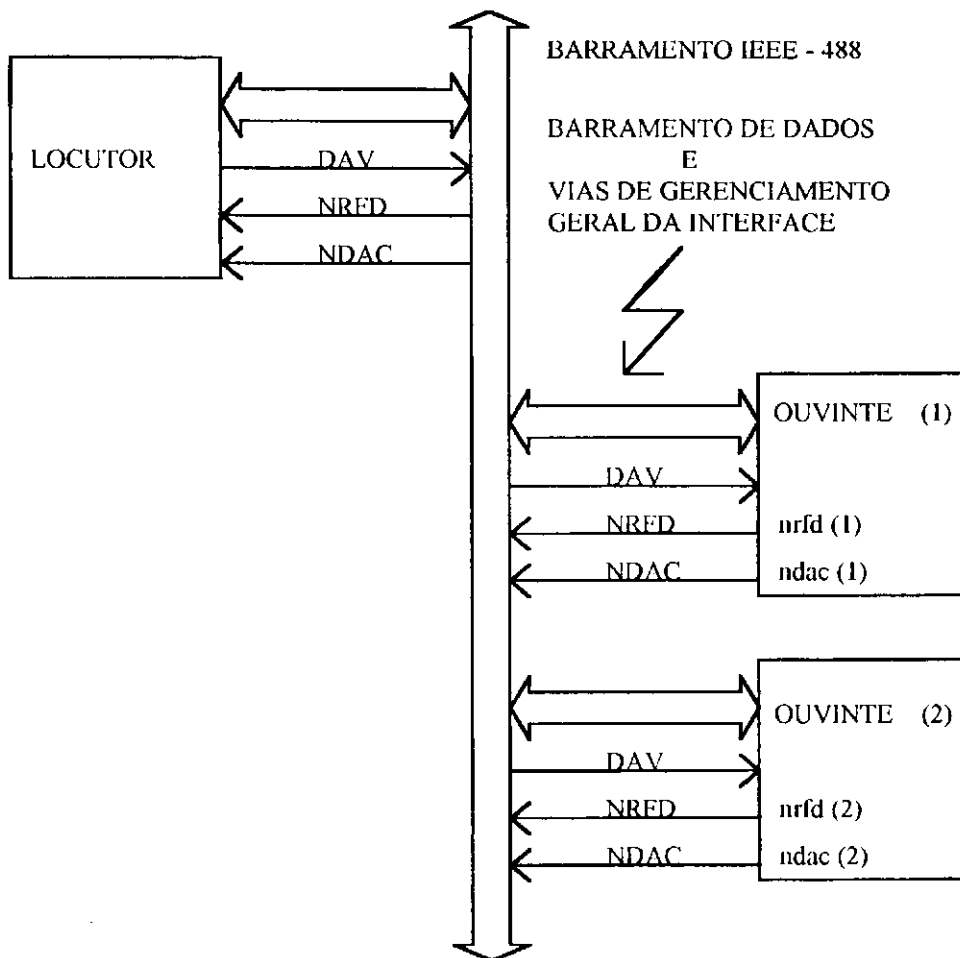 BARRAMENTO IEEE - 488
BARRAMENTO DE DADOS
E
VIAS DE GERENCIAMENTO
GERAL DA INTERFACE
LOCUTOR
DAV
NRFD
NDAC
OUVINTE (1)
DAV
NRFD nrfd (1)
NDAC ndac (1)
OUVINTE (2)
DAV
NRFD nrfd (2)
NDAC ndac (2)